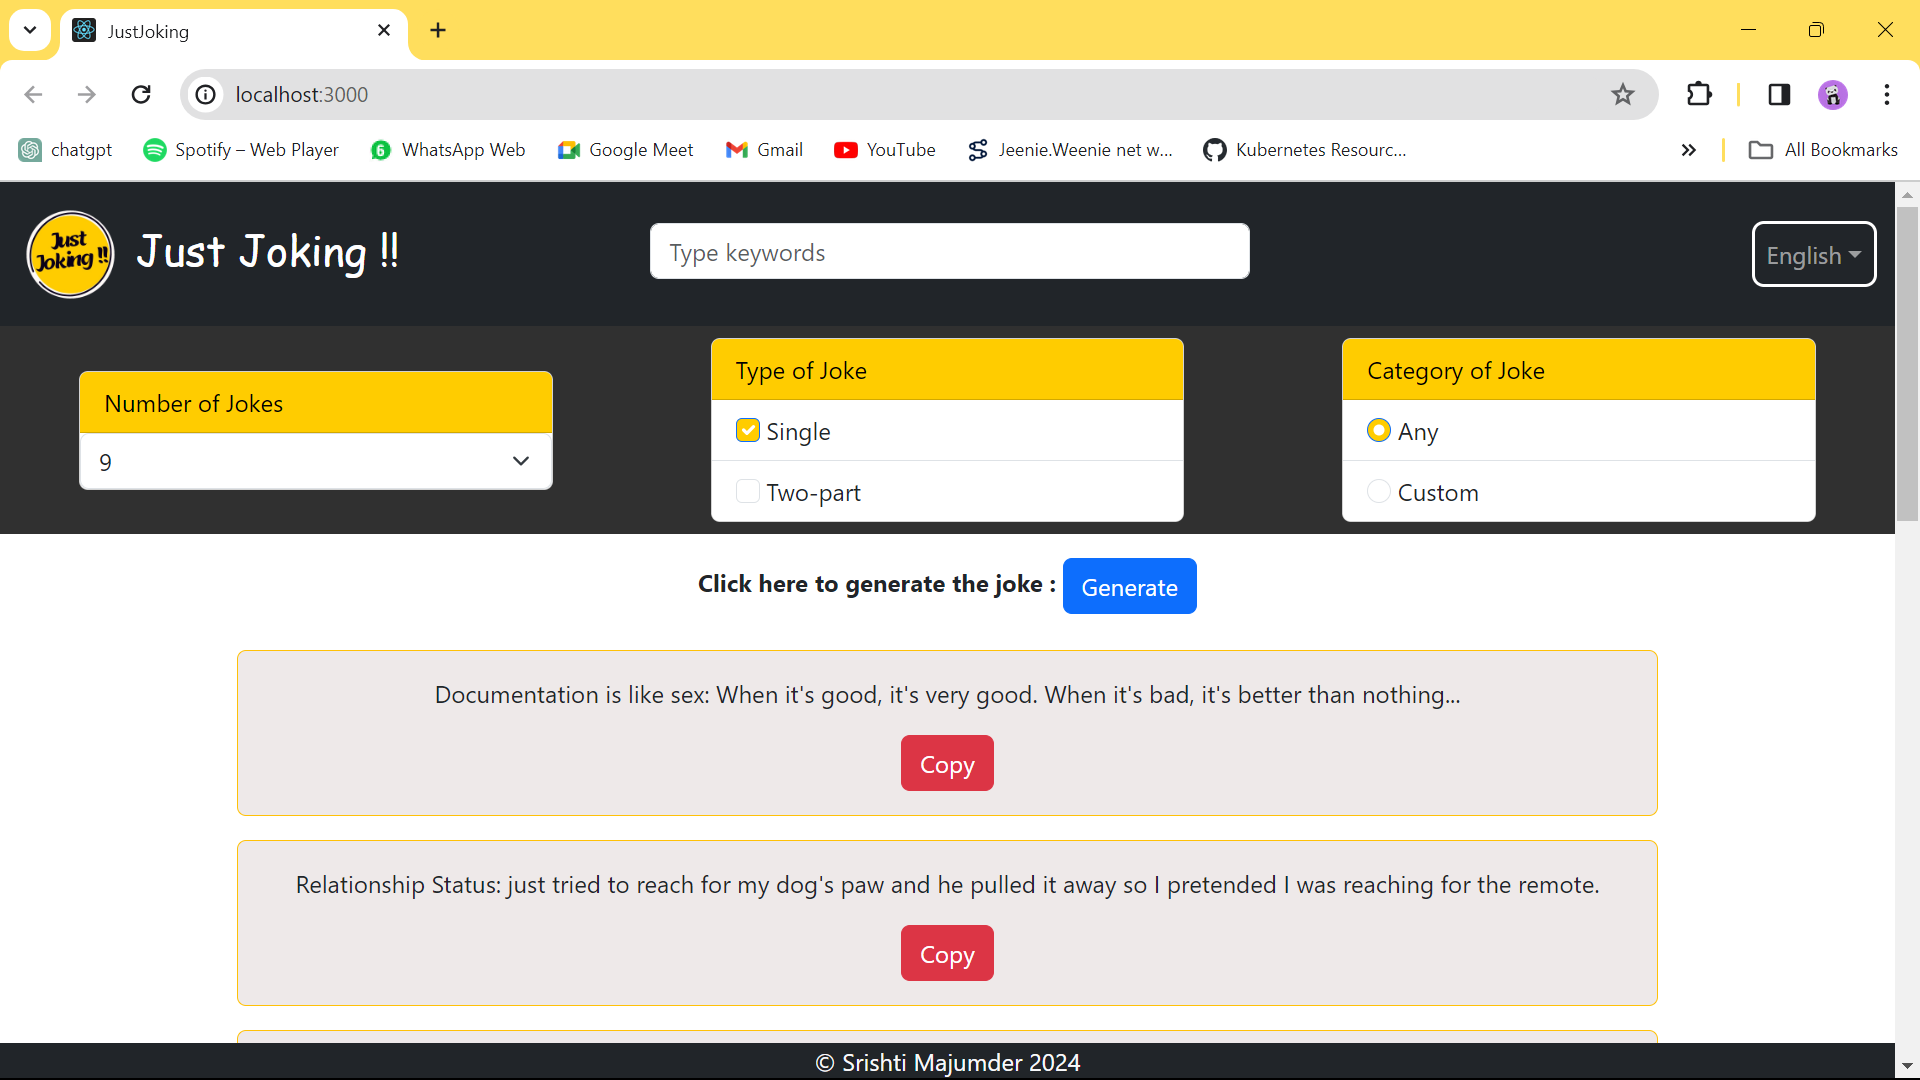 JustJoking
localhost:3000
chatgpt
Spotify – Web Player
6
WhatsApp Web
Google Meet
Gmail
YouTube
Jeenie.Weenie net w...
Kubernetes Resourc...
All Bookmarks
Just
Joking !!
Just Joking !!
Type keywords
English
Number of Jokes
9
Type of Joke
Single
Two-part
Category of Joke
Any
Custom
Click here to generate the joke :
Generate
Documentation is like sex: When it's good, it's very good. When it's bad, it's better than nothing...
Copy
Relationship Status: just tried to reach for my dog's paw and he pulled it away so I pretended I was reaching for the remote.
Copy
© Srishti Majumder 2024